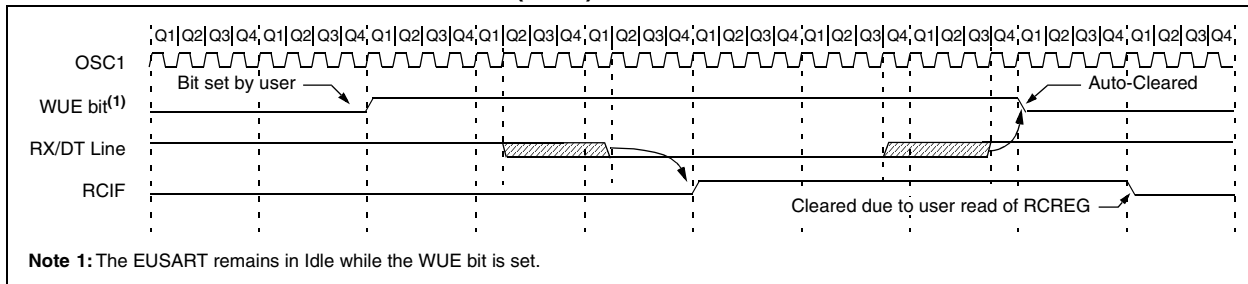 Q1 Q2 Q3 Q4 Q1 Q2 Q3 Q4 Q1 Q2 Q3 Q4 Q1 Q2 Q3 Q4 Q1 Q2 Q3 Q4 Q1 Q2 Q3 Q4 Q1 Q2 Q3 Q4 Q1 Q2 Q3 Q4 Q1 Q2 Q3 Q4 Q1 Q2 Q3 Q4
OSC1
Bit set by user
Auto-Cleared
WUE bit(1)
RX/DT Line
RCIF
Cleared due to user read of RCREG
Note 1: The EUSART remains in Idle while the WUE bit is set.